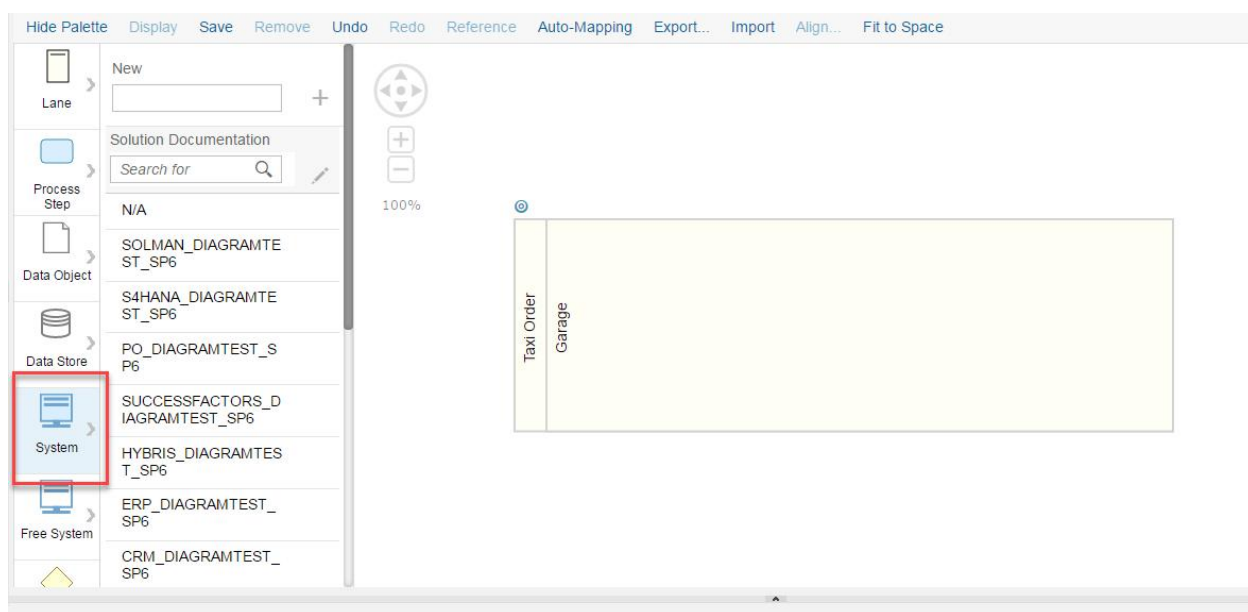 Hide Palette Display Save Remove Undo Redo Reference Auto-Mapping Export... Import Align... Fit to Space
Lane
Process
Step
Data Object
Data Store
System
Free System
New
Solution Documentation
Search for
N/A
SOLMAN_DIAGRAMTE
ST_SP6
S4HANA_DIAGRAMTE
ST_SP6
PO_DIAGRAMTEST_S
P6
SUCCESSFACTORS_D
IAGRAMTEST_SP6
HYBRIS_DIAGRAMTES
T_SP6
ERP_DIAGRAMTEST_
SP6
CRM_DIAGRAMTEST_
SP6
100%
Taxi Order
Garage